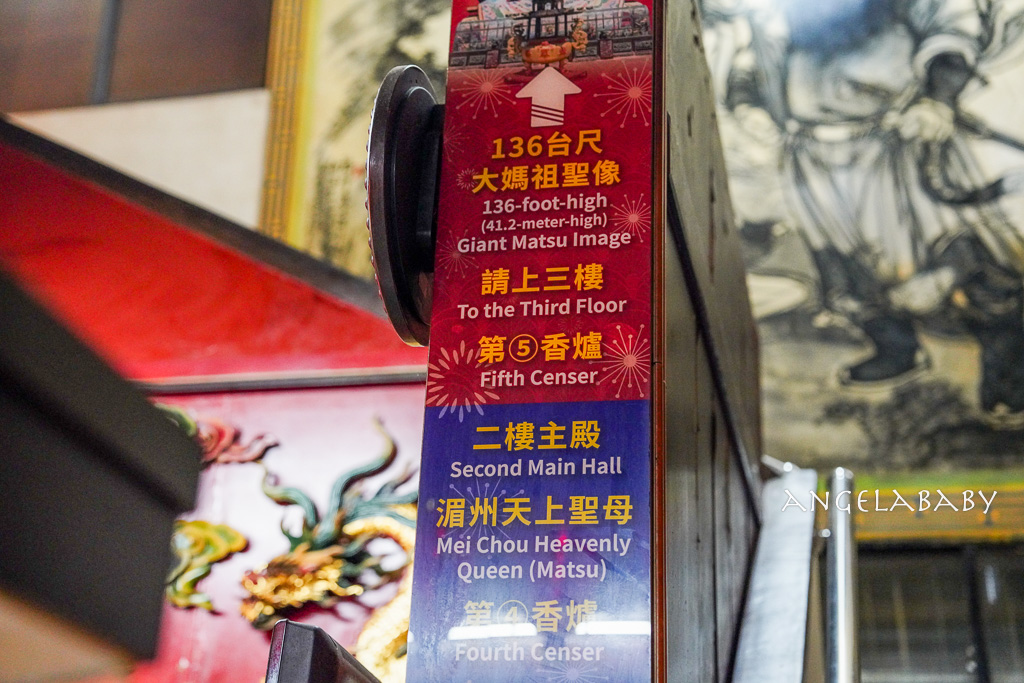 136台尺
大媽祖聖像
136-foot-high
(41.2-meter-high)
Giant Matsu Image
請上三樓
To the Third Floor
第⑤香爐
Fifth Censer
二樓主殿
Second Main Hall
湄州天上聖母
Mei Chou Heavenly
Queen (Matsu)
第④香爐
Fourth Censer
ANGELABABY